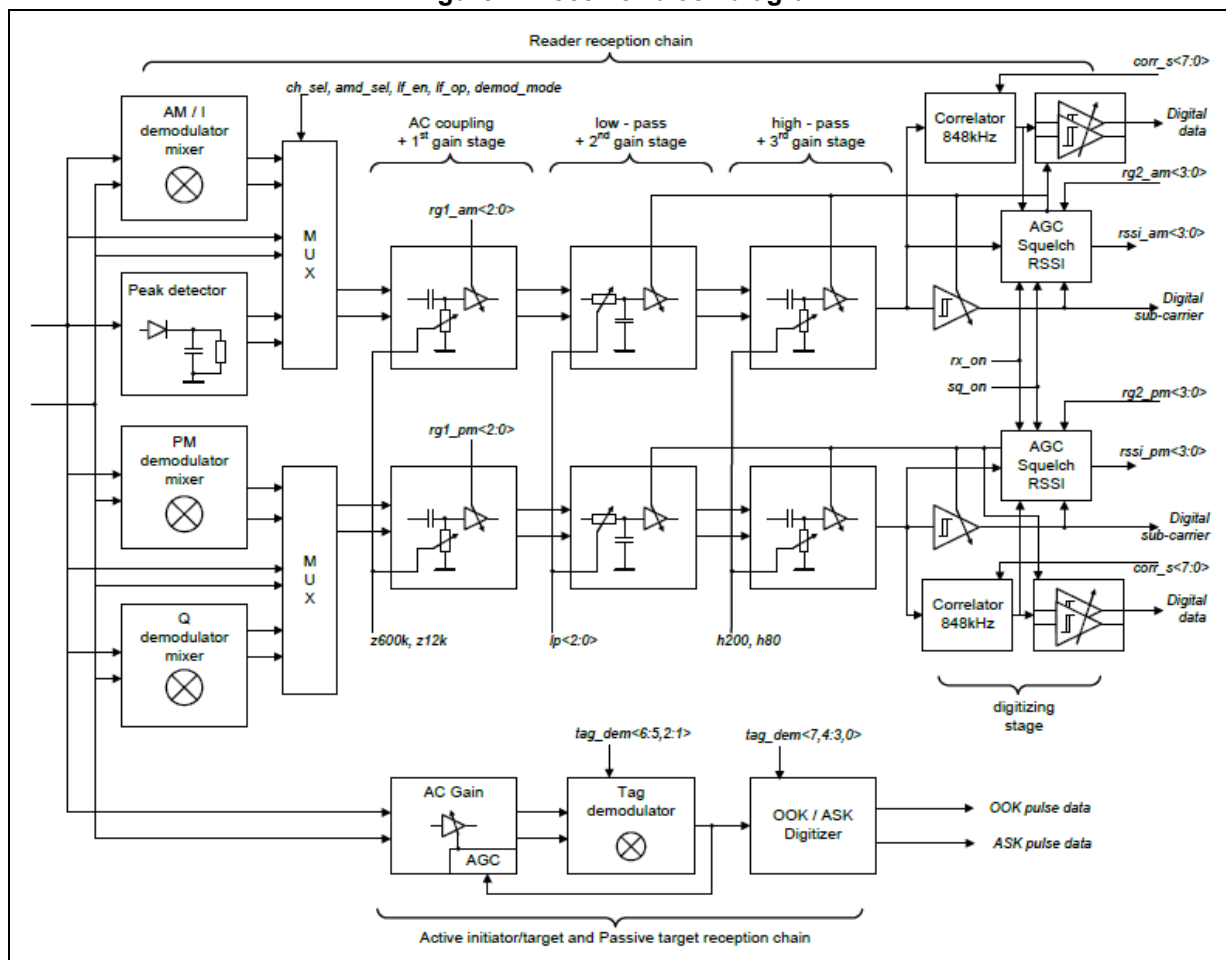 Reader reception chain
corr_s<7:0>
ch_sel, amd_sel, lf_en, lf_op, demod_mode
AM / I
demodulator
mixer
AC coupling
+ 1st gain stage
low - pass
+ 2nd gain stage
high - pass
+ 3rd gain stage
Correlator
848kHz
Digital
data
rg1_am<2:0>
rg2_am<3:0>
M
U
X
AGC
Squelch
RSSI
rssi_am<3:0>
Peak detector
Digital
sub-carrier
rx_on
sq_on
rg2_pm<3:0>
PM
demodulator
mixer
rg1_pm<2:0>
AGC
Squelch
RSSI
rssi_pm<3:0>
M
U
X
Digital
sub-carrier
corr_s<7:0>
Q
demodulator
mixer
Correlator
848kHz
Digital
data
z600k, z12k
lp<2:0>
h200, h80
digitizing
stage
tag_dem<6:5,2:1>
tag_dem<7,4:3,0>
AC Gain
AGC
Tag
demodulator
OOK / ASK
Digitizer
OOK pulse data
ASK pulse data
Active initiator/target and Passive target reception chain